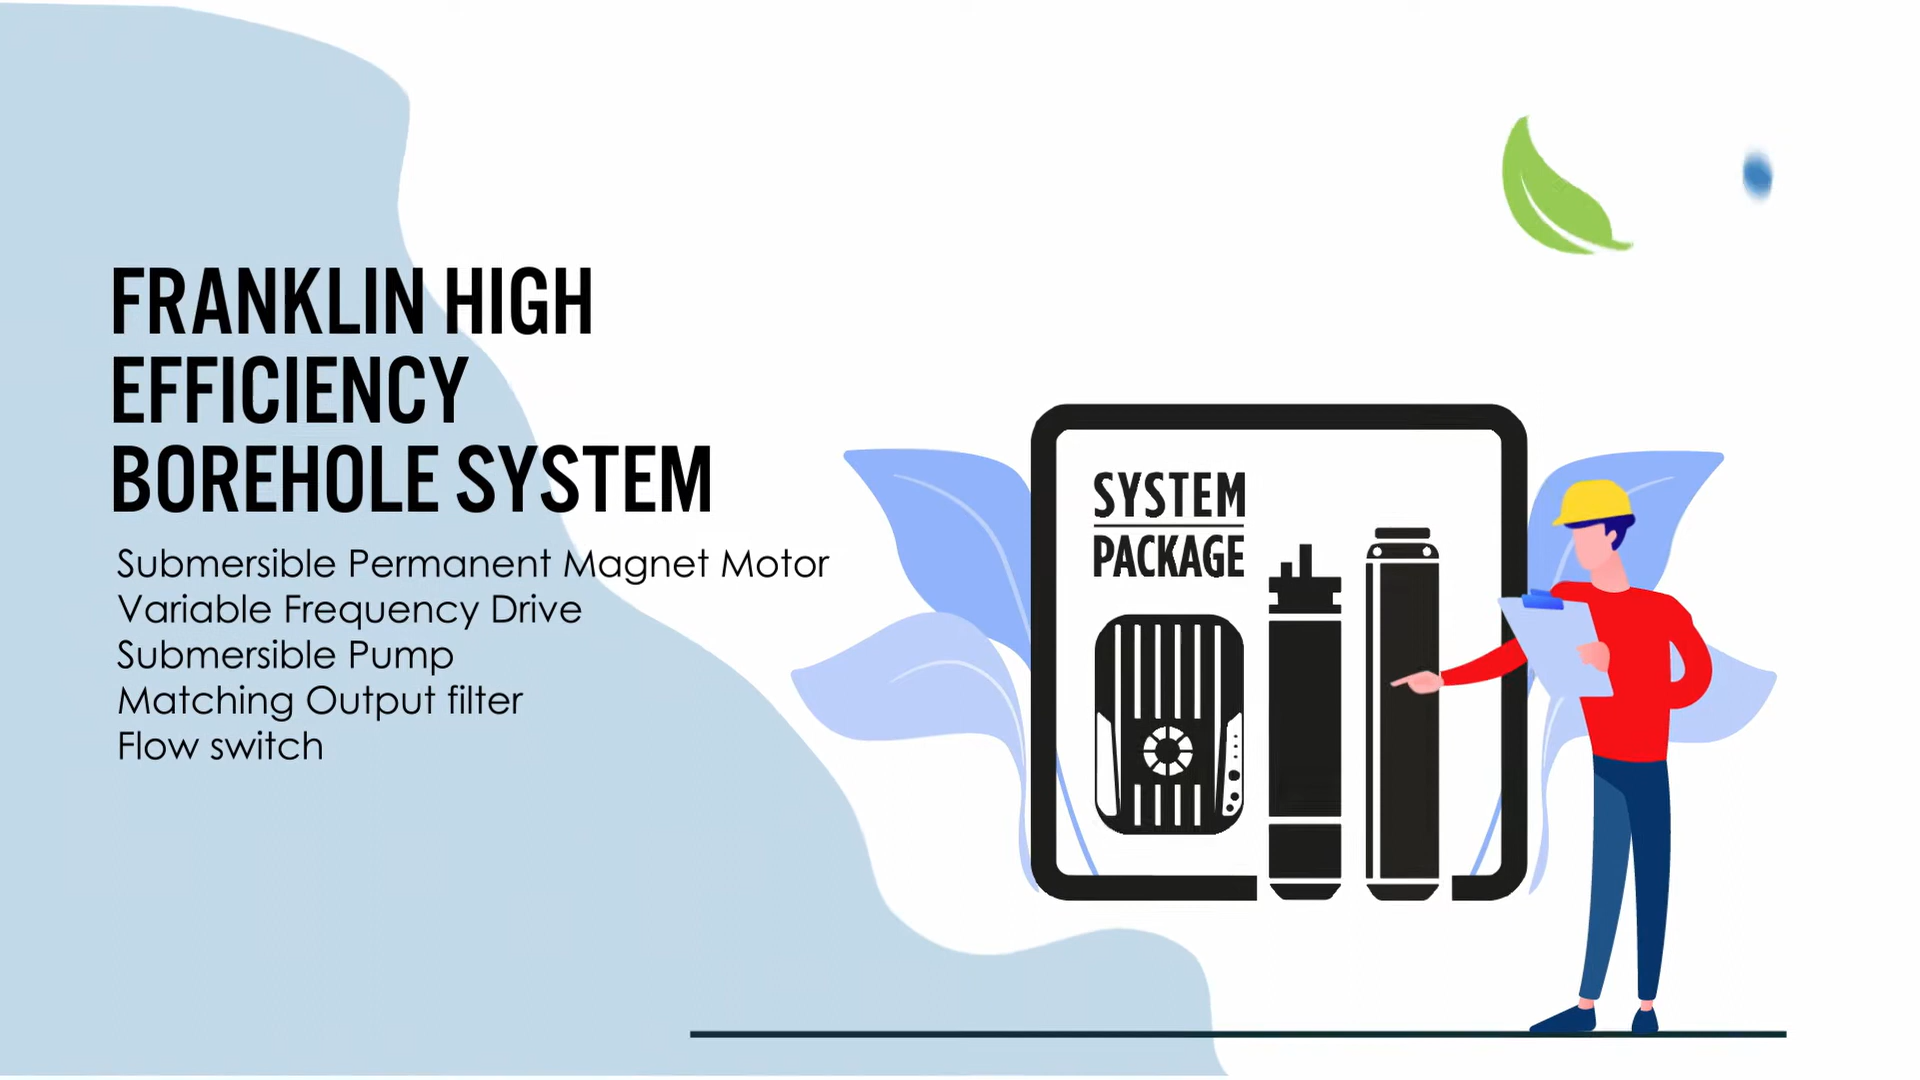 FRANKLIN HIGH
EFFICIENCY
BOREHOLE SYSTEM
Submersible Permanent Magnet Motor
Variable Frequency Drive
Submersible Pump
Matching Output filter
Flow switch
SYSTEM
PACKAGE